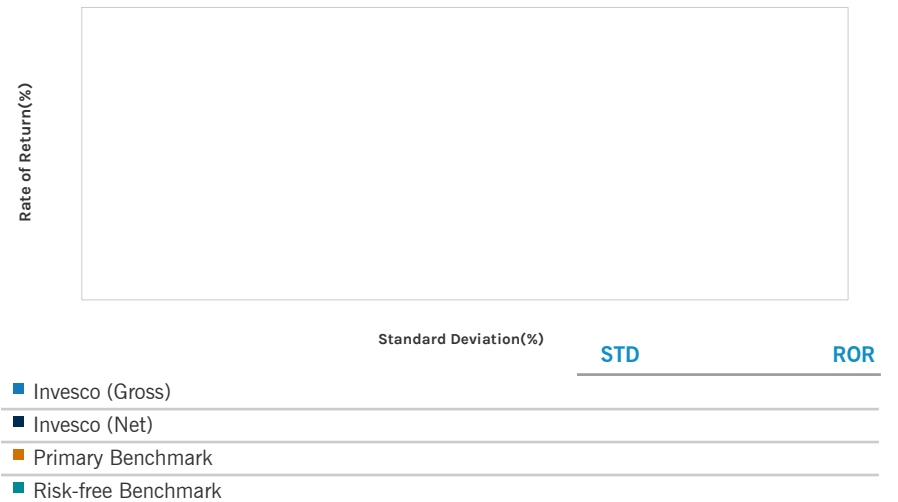 Rate of Return(%)
Standard Deviation(%)
STD ROR
Invesco (Gross)
Invesco (Net)
Primary Benchmark
Risk-free Benchmark